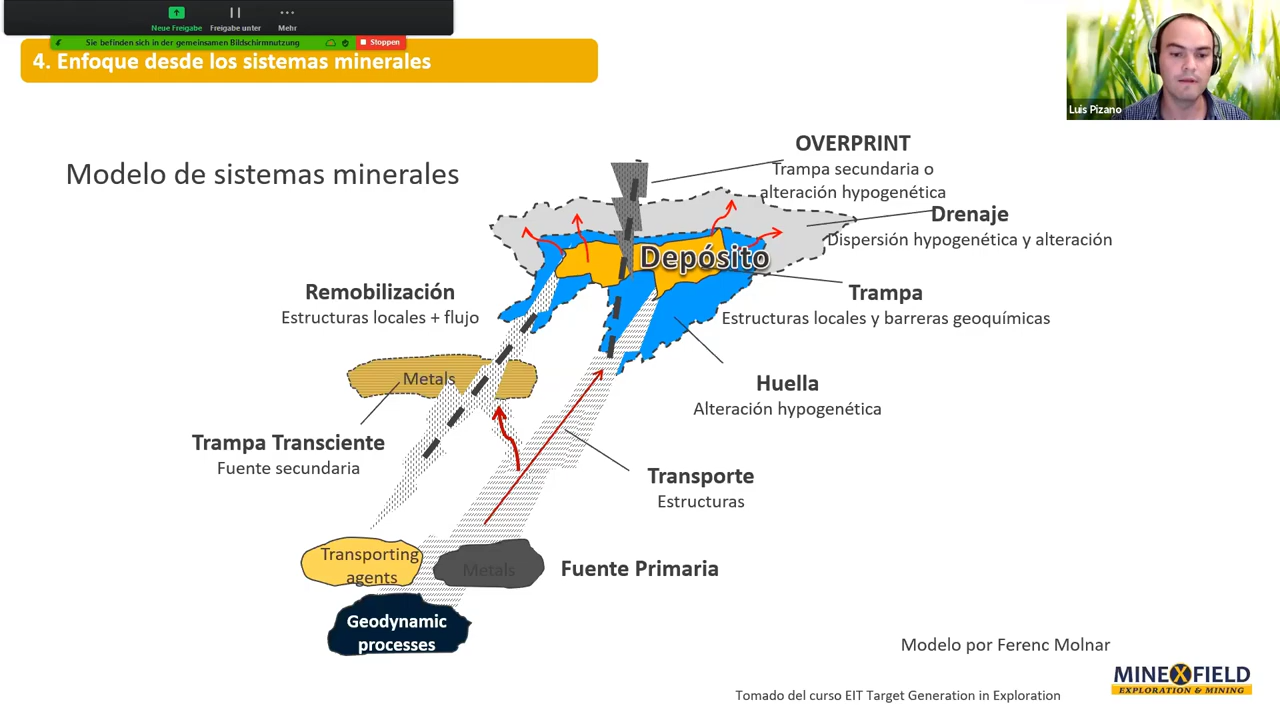 Neue Freigabe
Freigabe unter
Mehr
Sie befinden sich in der gemeinsamen Bildschirmnutzung
Stoppen
4. Enfoque desde los sistemas minerales
Luis Pizano
Modelo de sistemas minerales
OVERPRINT
Trampa secundaria o
alteración hypogenética
Drenaje
Dispersión hypogenética y alteración
Depósito
Trampa
Estructuras locales y barreras geoquímicas
Remobilización
Estructuras locales + flujo
Metals
Huella
Alteración hypogenética
Trampa Transciente
Fuente secundaria
Transporte
Estructuras
Transporting
agents
Metals
Fuente Primaria
Geodynamic
processes
Modelo por Ferenc Molnar
MINEXFIELD
EXPLORATION & MINING
Tomado del curso EIT Target Generation in Exploration